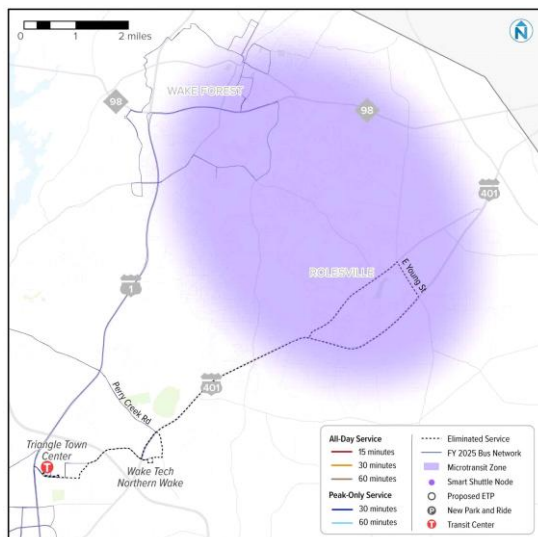 0 1 2 miles
N
WAKE FOREST
98
98
401
ROLESVILLE
E Young St
1
401
Perry Creek Rd
Triangle Town
Center
T
Wake Tech
Northern Wake
All-Day Service
15 minutes
30 minutes
60 minutes
Peak-Only Service
30 minutes
60 minutes
Eliminated Service
FY 2025 Bus Network
Microtransit Zone
Smart Shuttle Node
Proposed ETP
P New Park and Ride
T Transit Center